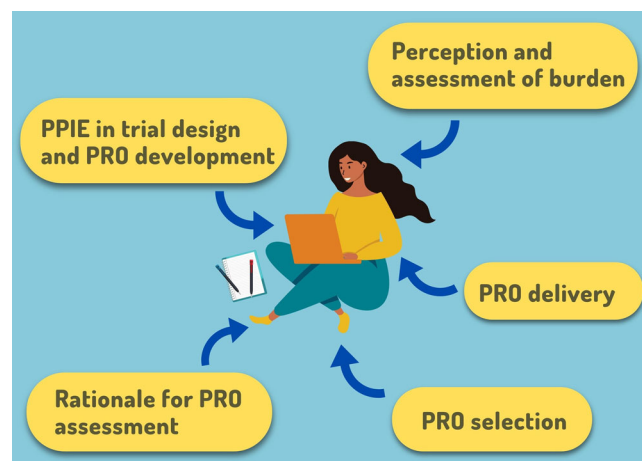 Perception and
assessment of burden
PPIE in trial design
and PRO development
PRO delivery
Rationale for PRO
assessment
PRO selection